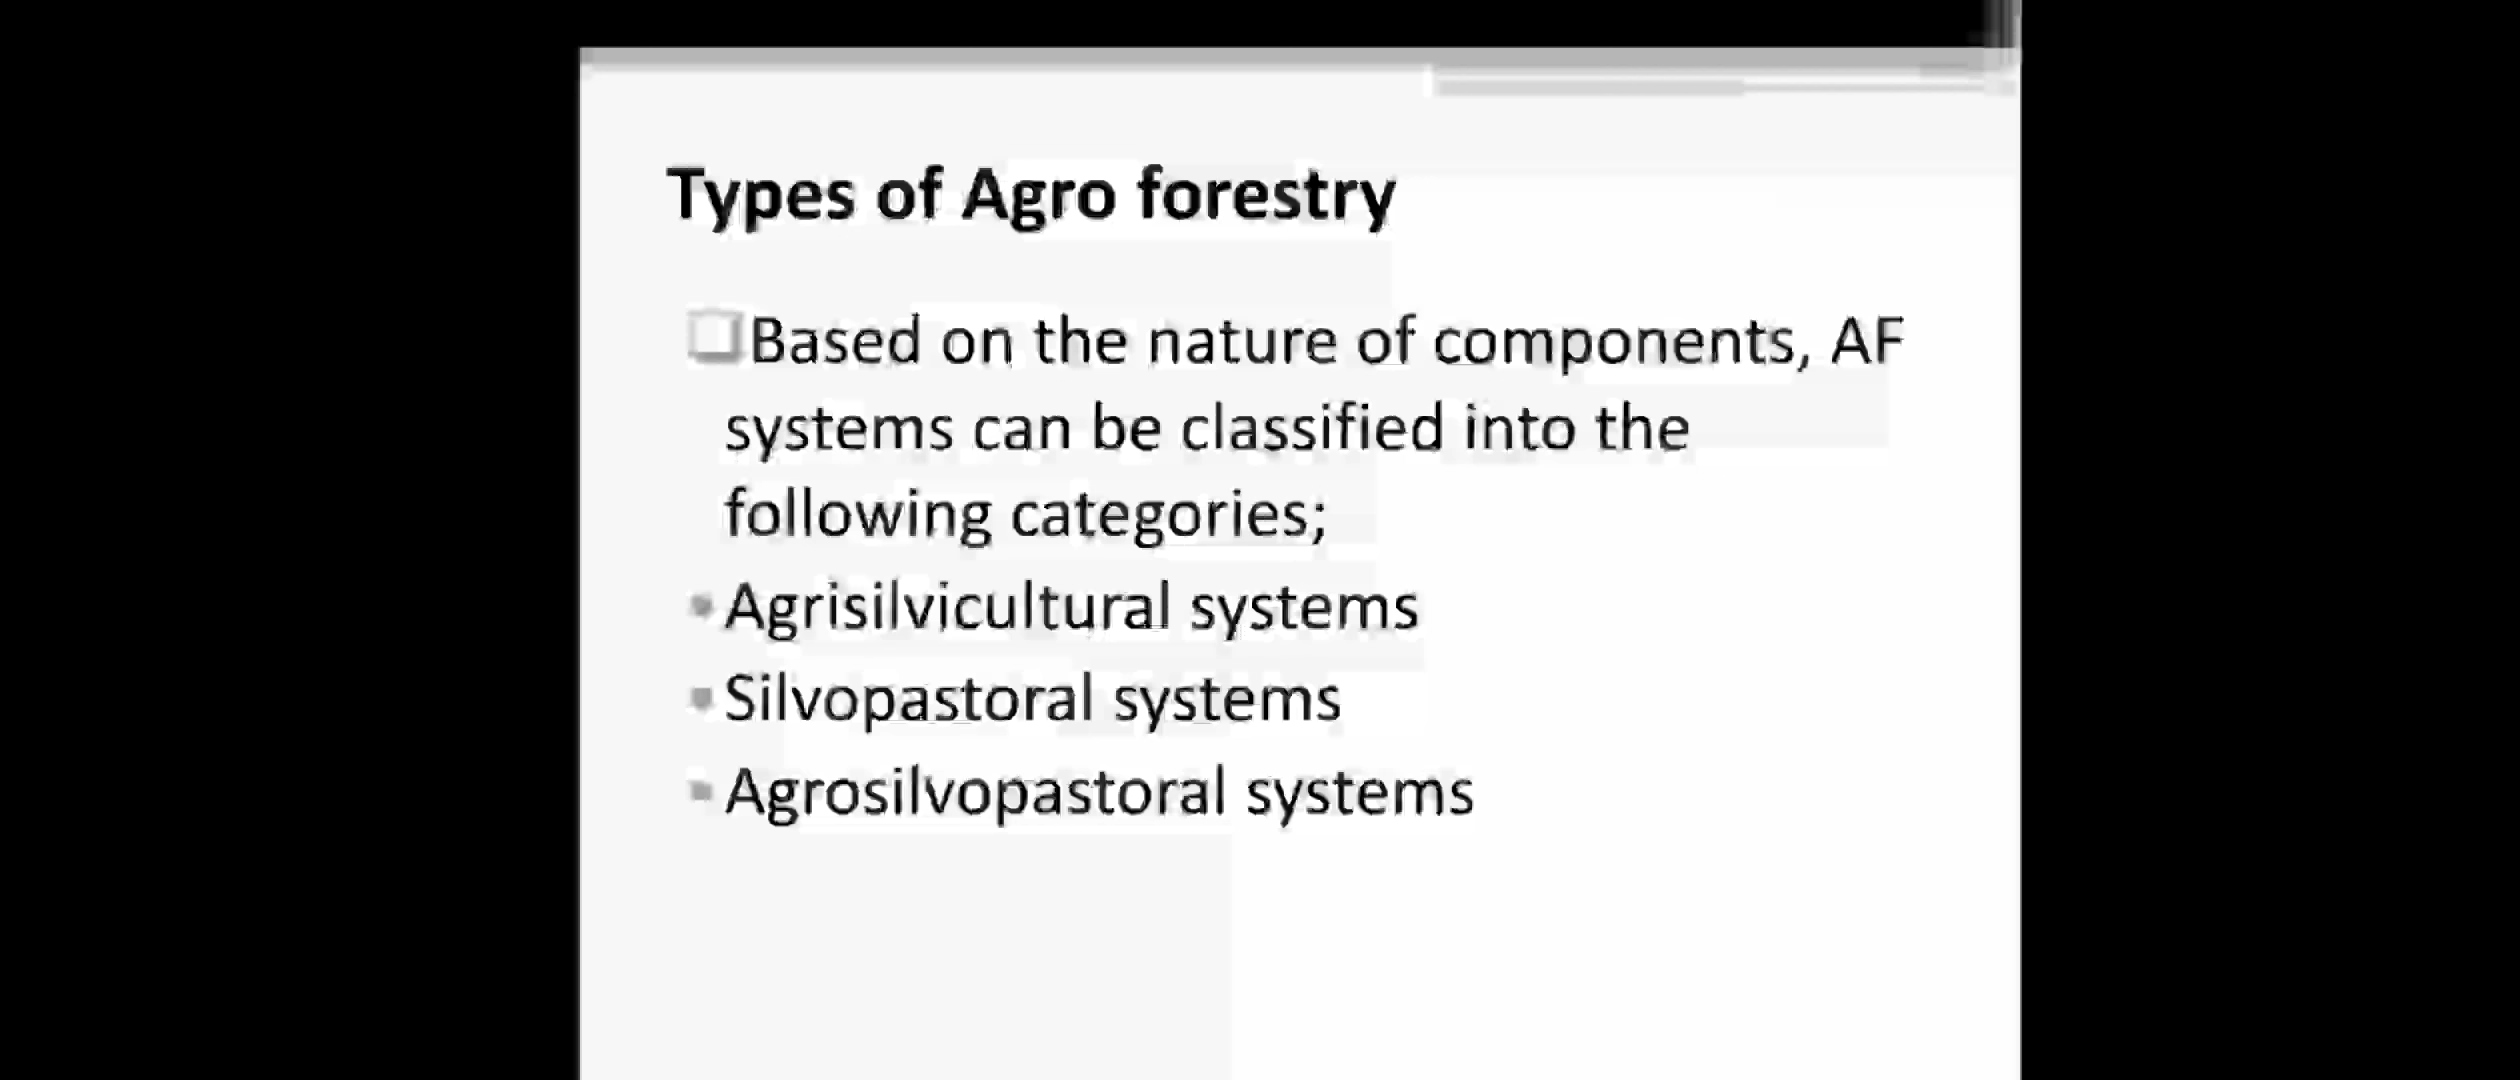 Types of Agro forestry
Based on the nature of components, AF
systems can be classified into the
following categories;
Agrisilvicultural systems
Silvopastoral systems
Agrosilvopastoral systems